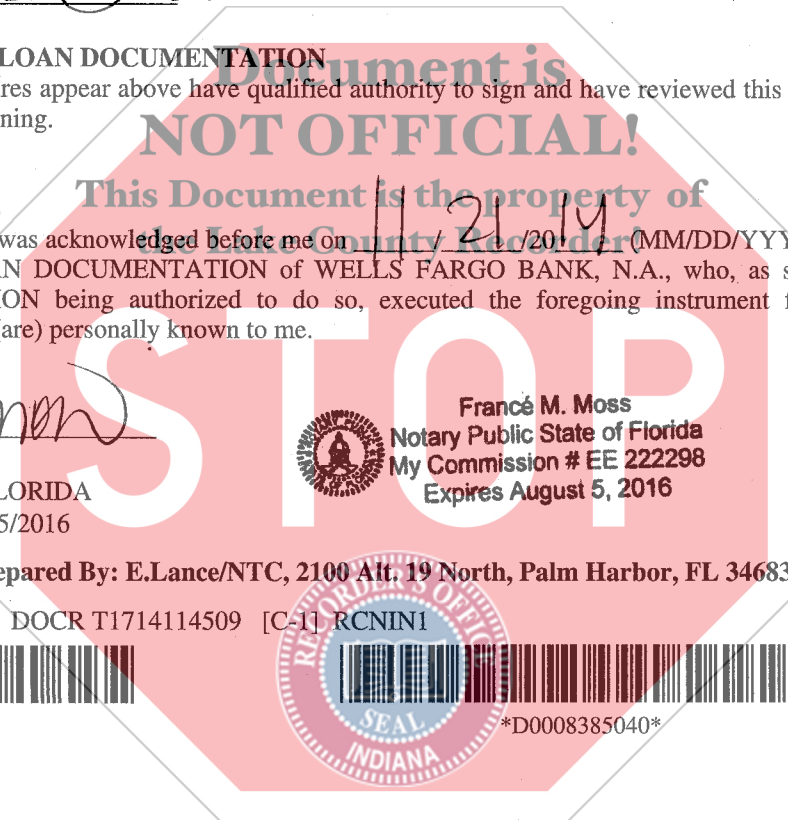 LOAN DOCUMENTATION
Document is
res appear above have qualified authority to sign and have reviewed this
ning.
NOT OFFICIAL!
This Document is the property of
the Lake County Recorder!
was acknowledged before me on 11 / 21 /2014 (MM/DD/YYY
N DOCUMENTATION of WELLS FARGO BANK, N.A., who, as s
ION being authorized to do so, executed the foregoing instrument f
(are) personally known to me.
STOP
Francé M. Moss
Notary Public State of Florida
My Commission # EE 222298
Expires August 5, 2016
LORIDA
5/2016
epared By: E.Lance/NTC, 2100 Alt. 19 North, Palm Harbor, FL 34683
DOCR T1714114509 [C-1] RCNIN1
RECORDER'S OFFICE
SEAL
INDIANA
*D0008385040*